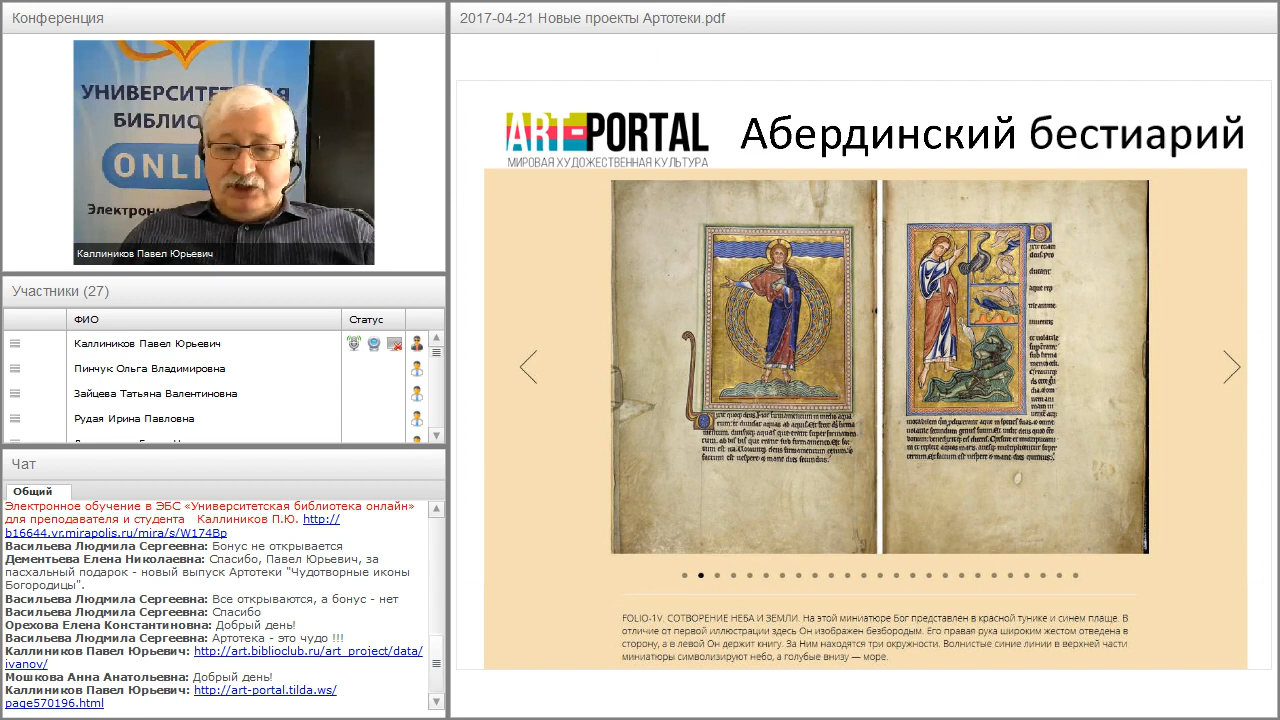 Конференция
УНИВЕРСИТЕТСКАЯ
БИБЛИО
ONLI
Электронн
Каллиников Павел Юрьевич
Участники (27)
ФИО
Статус
Каллиников Павел Юрьевич
Пинчук Ольга Владимировна
Зайцева Татьяна Валентиновна
Рудзя Ирина Павловна
Чат
Общий
Электронное обучение в ЭБС «Университетская библиотека онлайн»
для преподавателя и студента Каллиников П.Ю. http://
b16644.vr.mirapolis.ru/mira/s/W174Bp
Васильева Людмила Сергеевна: Бонус не открывается
Дементьева Елена Николаевна: Спасибо, Павел Юрьевич, за
пасхальный подарок - новый выпуск Артотеки "Чудотворные иконы
Богородицы".
Васильева Людмила Сергеевна: Все открываются, а бонус - нет
Васильева Людмила Сергеевна: Спасибо
Орехова Елена Константиновна: Добрый день!
Васильева Людмила Сергеевна: Артотека - это чудо !!!
Каллиников Павел Юрьевич: http://art.biblioclub.ru/art_project/data/
ivanov/
Мошкова Анна Анатольевна: Добрый день!
Каллиников Павел Юрьевич: http://art-portal.tilda.ws/
page570196.html
2017-04-21 Новые проекты Артотеки.pdf
ART-PORTAL
МИРОВАЯ ХУДОЖЕСТВЕННАЯ КУЛЬТУРА
Абердинский бестиарий
FOLIO-1V. СОТВОРЕНИЕ НЕБА И ЗЕМЛИ. На этой миниатюре Бог представлен в красной тунике и синем плаще. В
отличие от первой иллюстрации здесь Он изображен безбородым. Его правая рука широким жестом отведена в
сторону, а в левой Он держит книгу. За Ним находятся три окружности. Волнистые синие линии в верхней части
миниатюры символизируют небо, а голубые внизу — море.